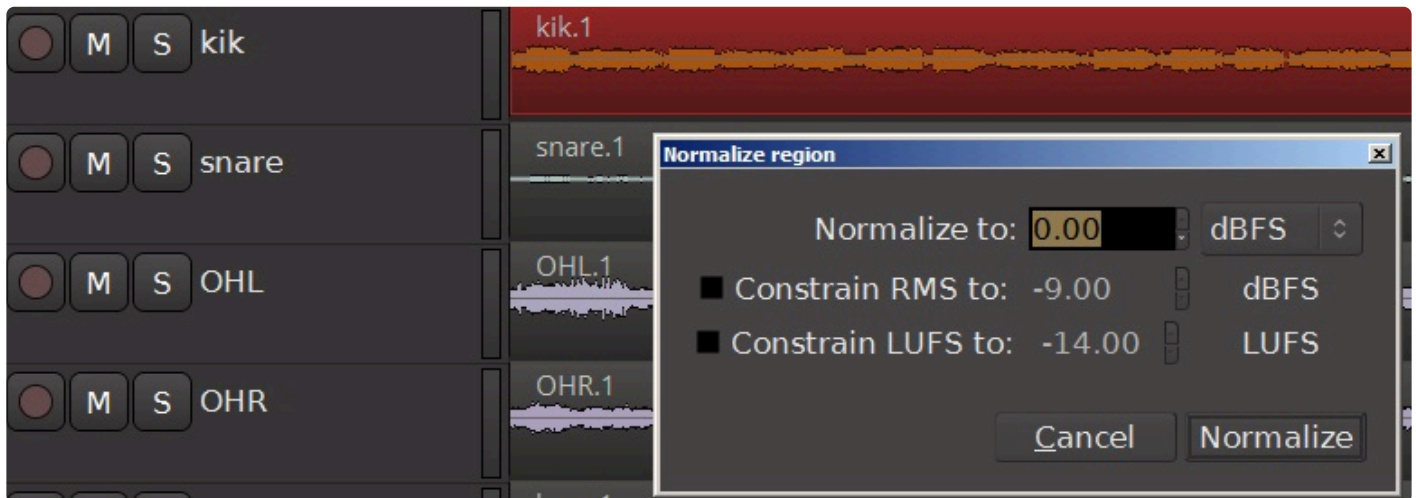 M S kik
kik.1
M S snare
snare.1
Normalize region
Normalize to: 0.00 dBFS
Constrain RMS to: -9.00 dBFS
Constrain LUFS to: -14.00 LUFS
Cancel Normalize
M S OHL
OHL.1
M S OHR
OHR.1